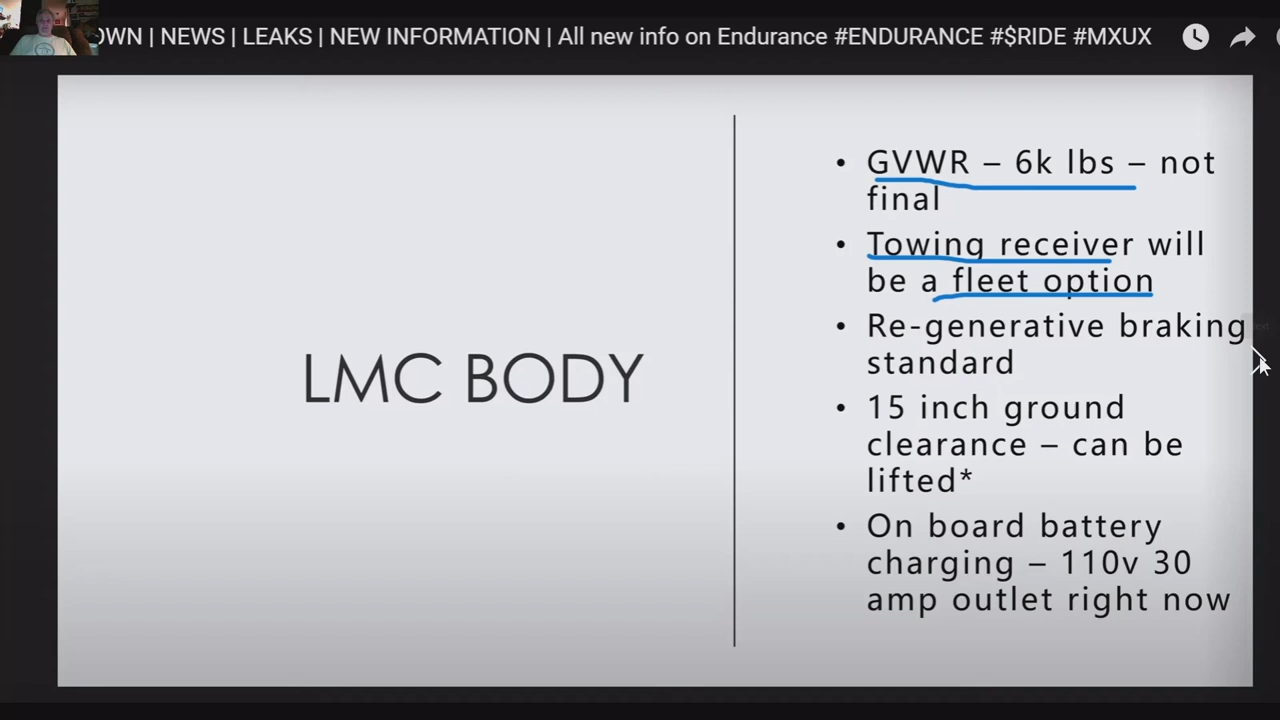 OWN | NEWS | LEAKS | NEW INFORMATION | All new info on Endurance #ENDURANCE #$RIDE #MXUX
LMC BODY
• GVWR – 6k lbs – not
final
• Towing receiver will
be a fleet option
• Re-generative braking
standard
• 15 inch ground
clearance – can be
lifted*
• On board battery
charging – 110v 30
amp outlet right now